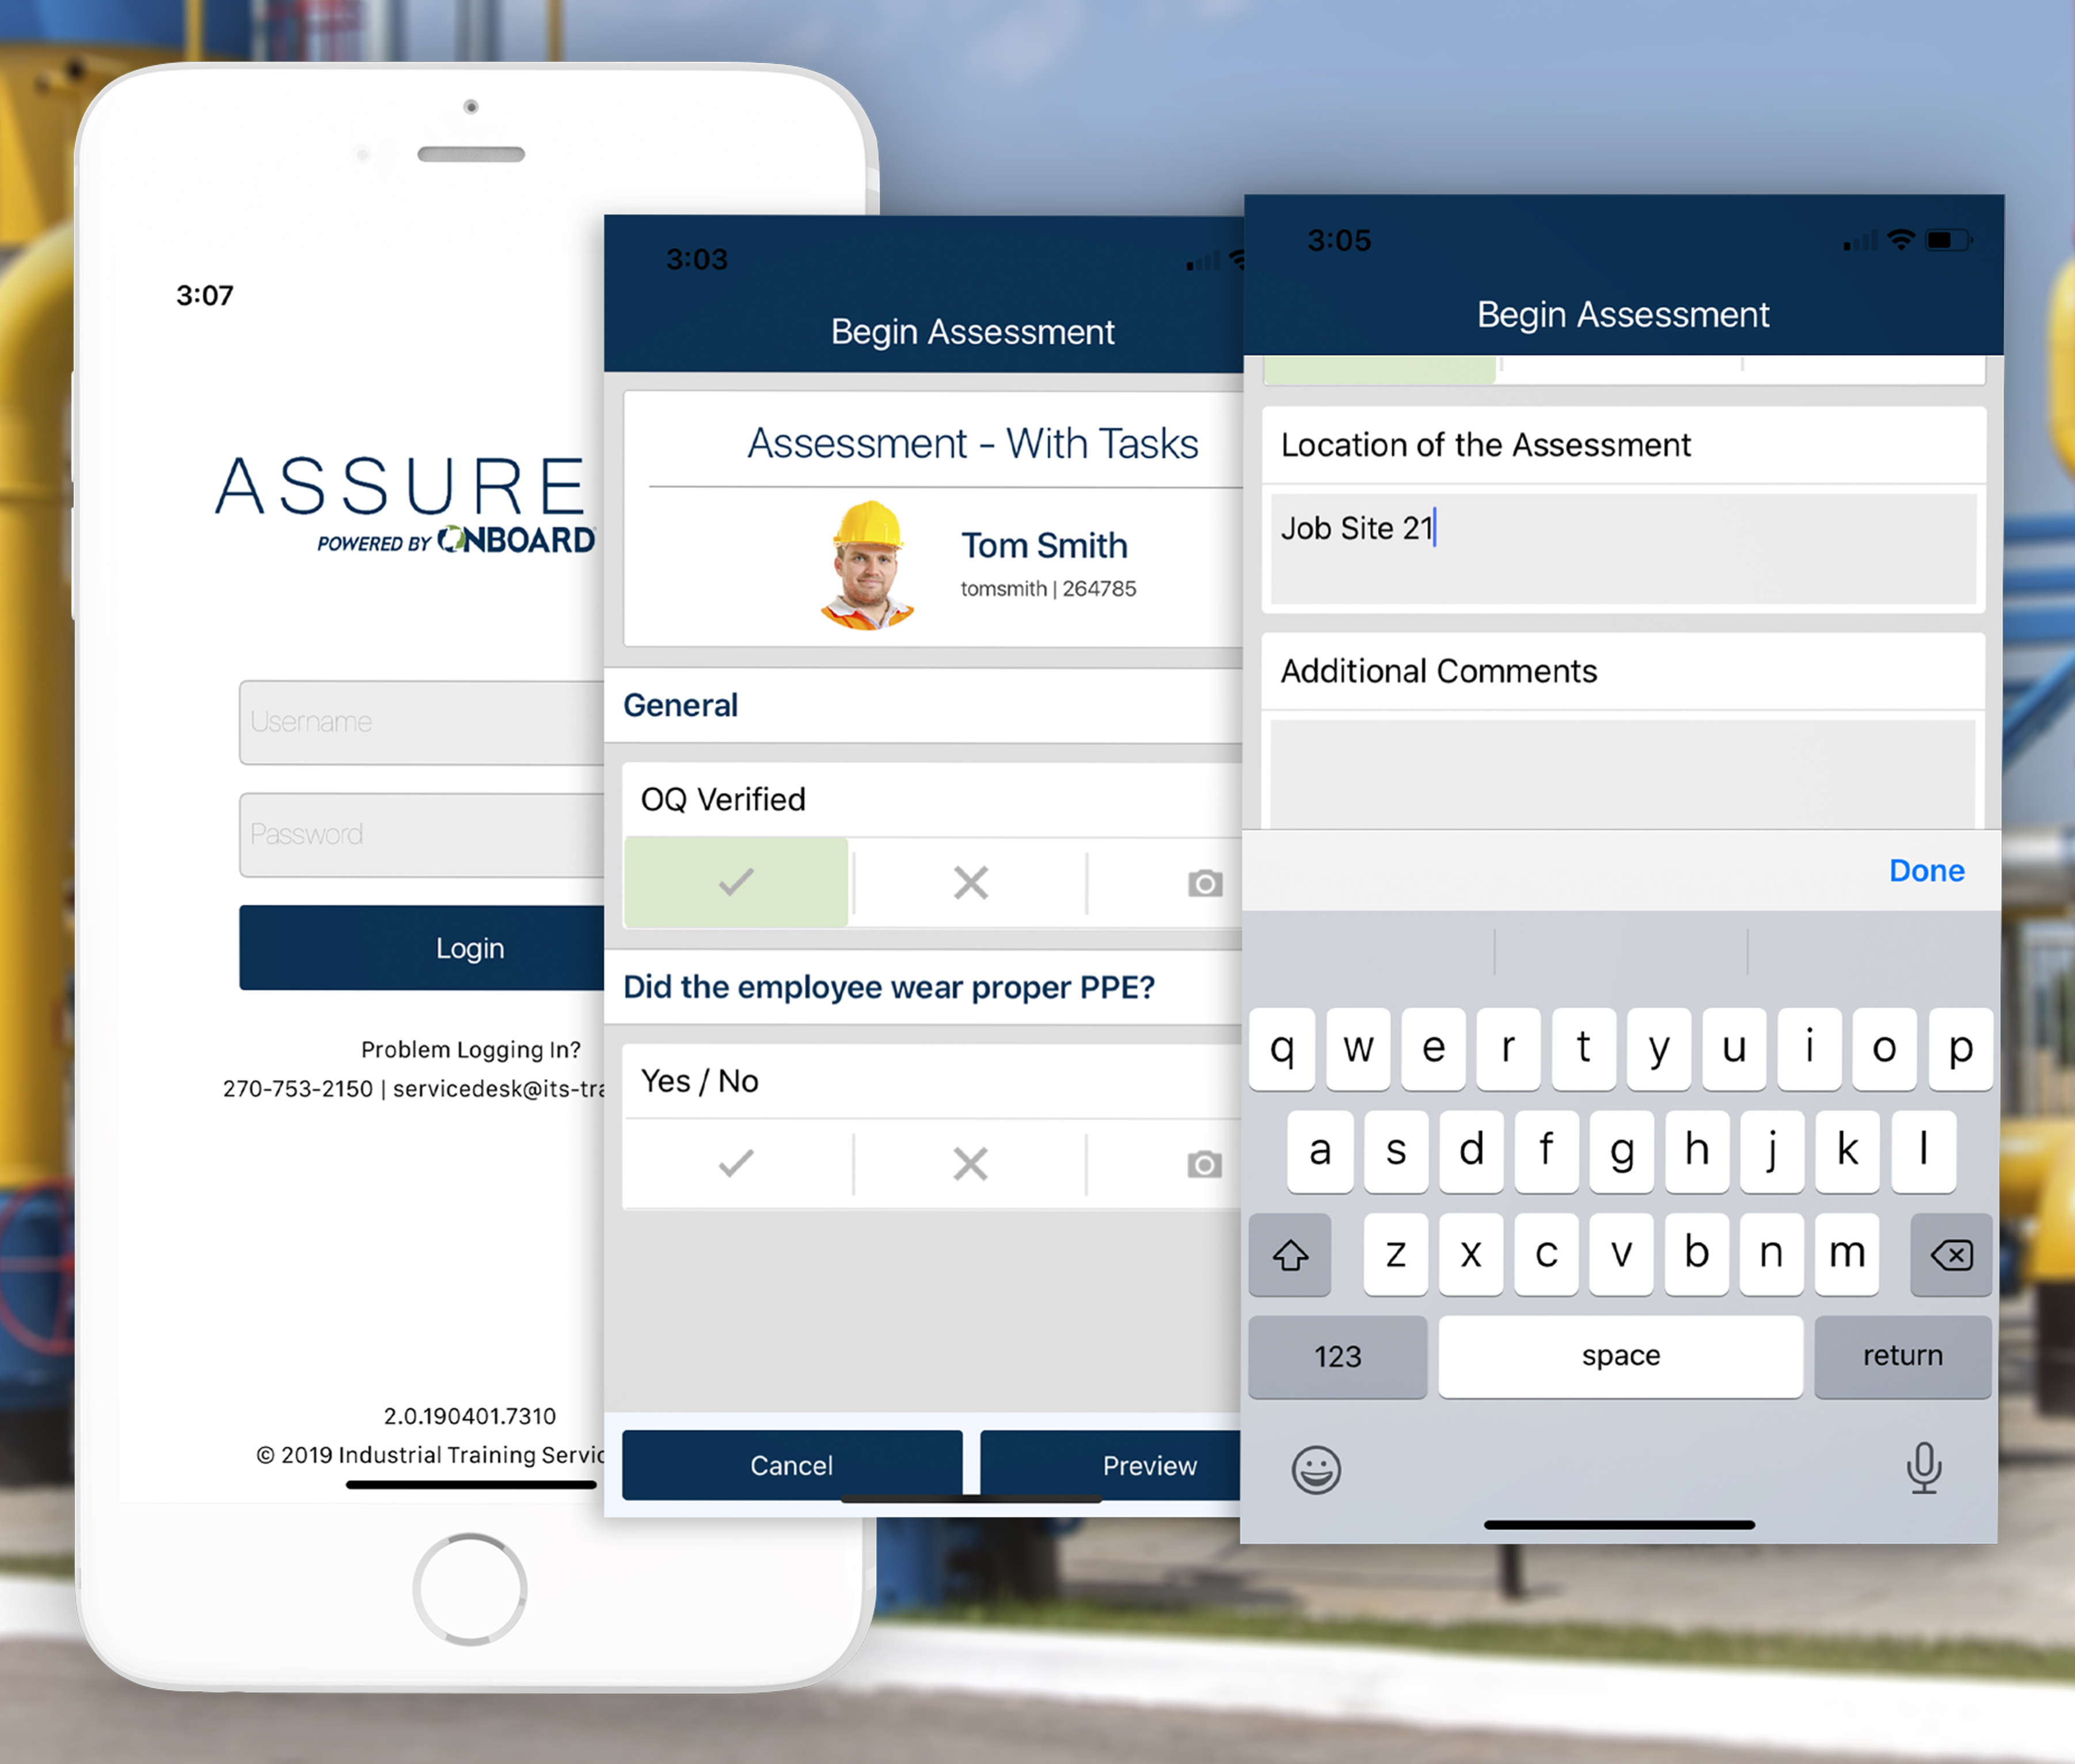 3:07
ASSURE
POWERED BY ONBOARD
Username
Password
Login
Problem Logging In?
270-753-2150 | servicedesk@its-tra
2.0.190401.7310
© 2019 Industrial Training Servic
3:03
Begin Assessment
Assessment - With Tasks
Tom Smith
tomsmith | 264785
General
OQ Verified
Did the employee wear proper PPE?
Yes / No
Cancel Preview
3:05
Begin Assessment
Location of the Assessment
Job Site 21
Additional Comments
Done
q w e r t y u i o p
a s d f g h j k l
z x c v b n m
123 space return